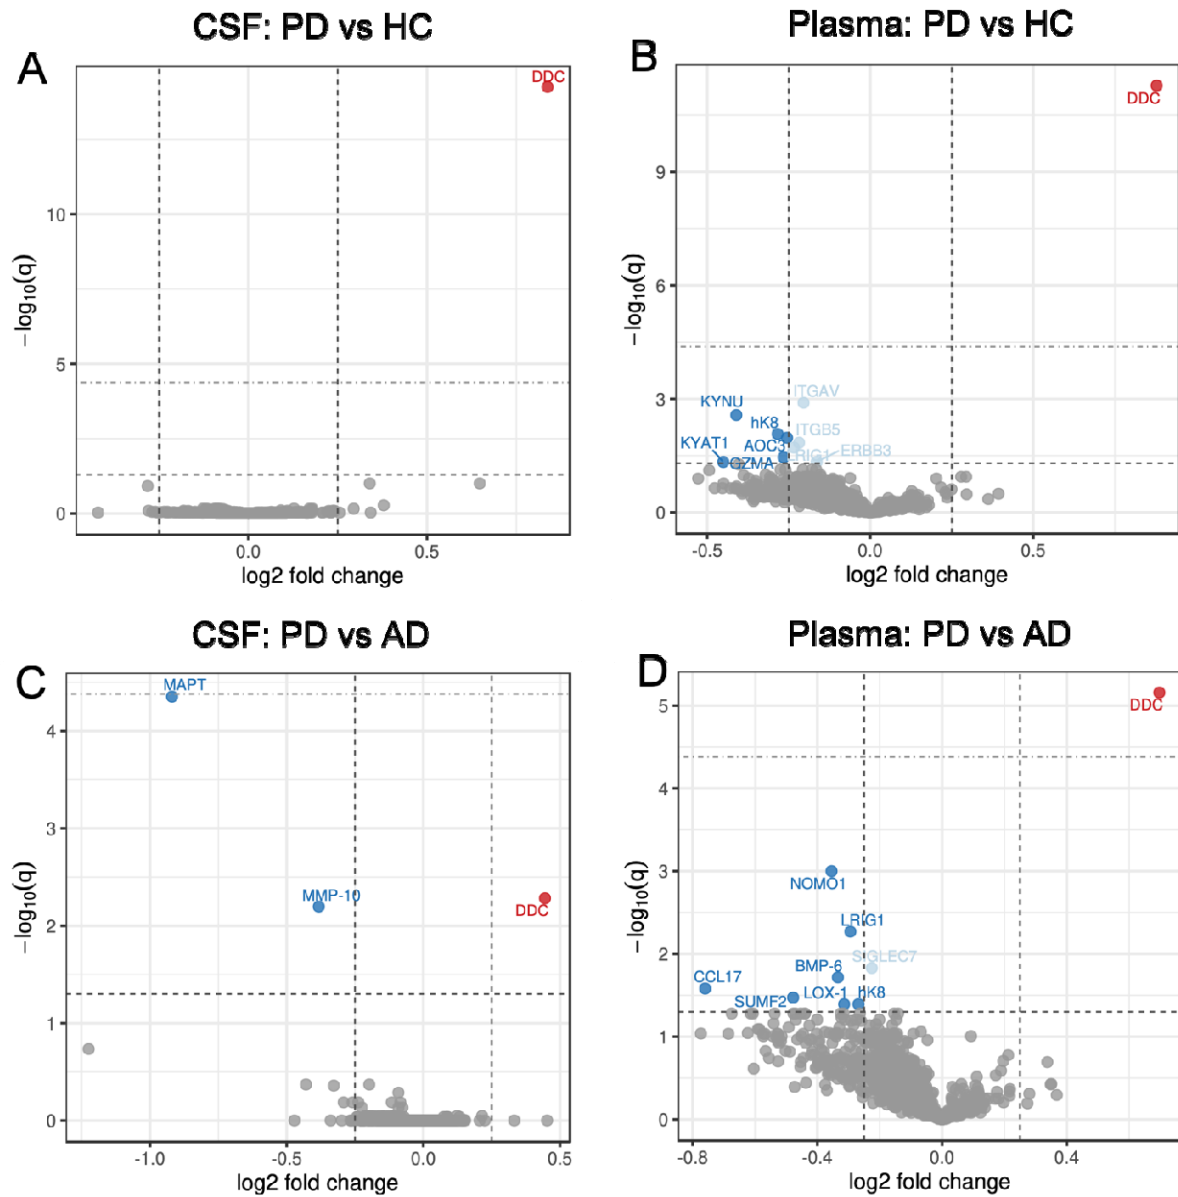 CSF: PD vs HC
A
DDC
10
5
0
−log10(q)
0.0
0.5
log2 fold change
Plasma: PD vs HC
B
DDC
9
6
3
0
−log10(q)
ITGAV
KYNU
hK8
ITGB5
KYAT1
AOC3
LRIG1
ERBB3
GZMA
-0.5
0.0
0.5
log2 fold change
CSF: PD vs AD
C
MAPT
4
3
2
1
0
−log10(q)
MMP-10
DDC
-1.0
-0.5
0.0
0.5
log2 fold change
Plasma: PD vs AD
D
DDC
5
4
3
2
1
0
−log10(q)
NOMO1
LRIG1
SIGLEC7
BMP-6
CCL17
SUMF2
LOX-1
hK8
-0.8
-0.4
0.0
0.4
log2 fold change